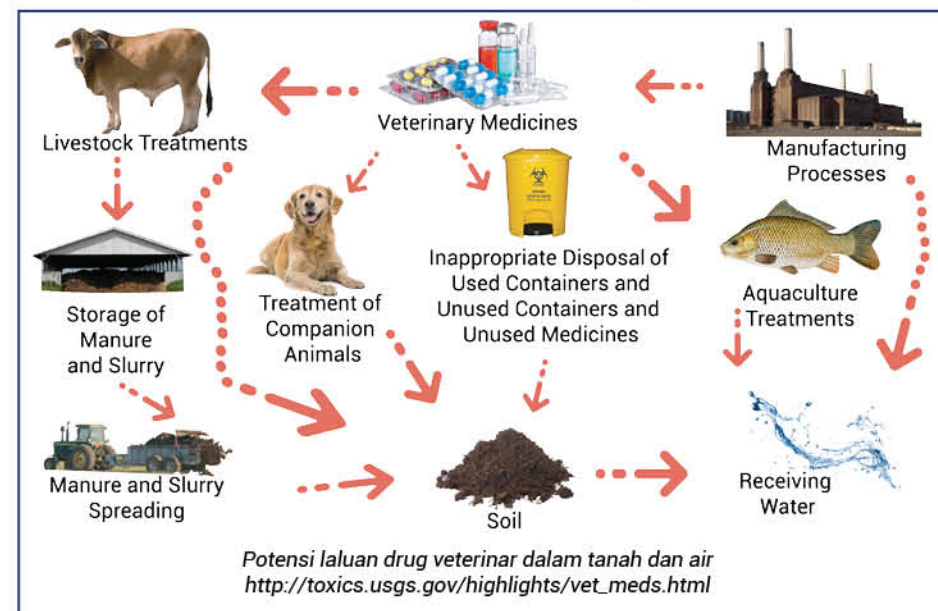 Livestock Treatments
Veterinary Medicines
Manufacturing
Processes
Storage of
Manure
and Slurry
Treatment of
Companion
Animals
Inappropriate Disposal of
Used Containers and
Unused Containers and
Unused Medicines
Aquaculture
Treatments
Manure and Slurry
Spreading
Soil
Receiving
Water
Potensi laluan drug veterinar dalam tanah dan air
http://toxics.usgs.gov/highlights/vet_meds.html